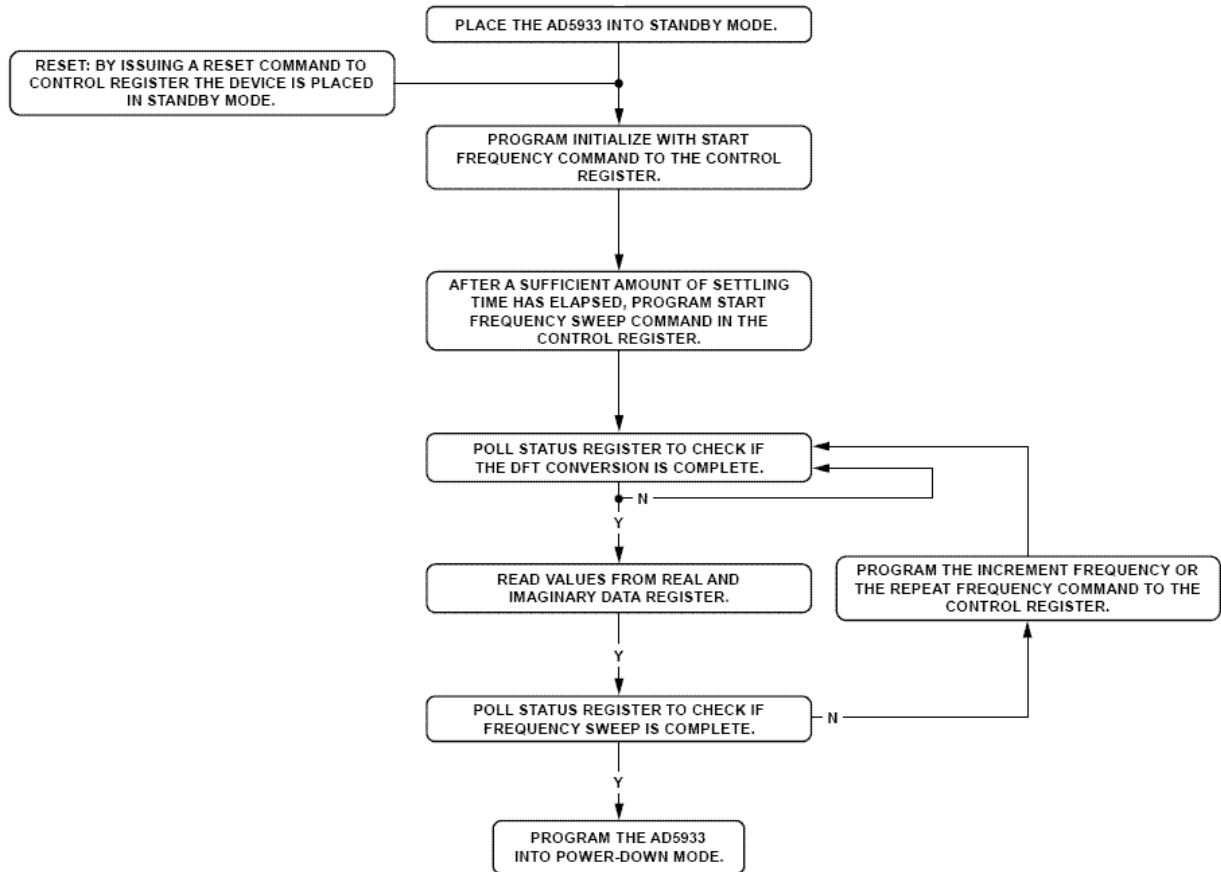 PLACE THE AD5933 INTO STANDBY MODE.
RESET: BY ISSUING A RESET COMMAND TO
CONTROL REGISTER THE DEVICE IS PLACED
IN STANDBY MODE.
PROGRAM INITIALIZE WITH START
FREQUENCY COMMAND TO THE CONTROL
REGISTER.
AFTER A SUFFICIENT AMOUNT OF SETTLING
TIME HAS ELAPSED, PROGRAM START
FREQUENCY SWEEP COMMAND IN THE
CONTROL REGISTER.
POLL STATUS REGISTER TO CHECK IF
THE DFT CONVERSION IS COMPLETE.
N
Y
READ VALUES FROM REAL AND
IMAGINARY DATA REGISTER.
PROGRAM THE INCREMENT FREQUENCY OR
THE REPEAT FREQUENCY COMMAND TO THE
CONTROL REGISTER.
Y
POLL STATUS REGISTER TO CHECK IF
FREQUENCY SWEEP IS COMPLETE.
N
Y
PROGRAM THE AD5933
INTO POWER-DOWN MODE.